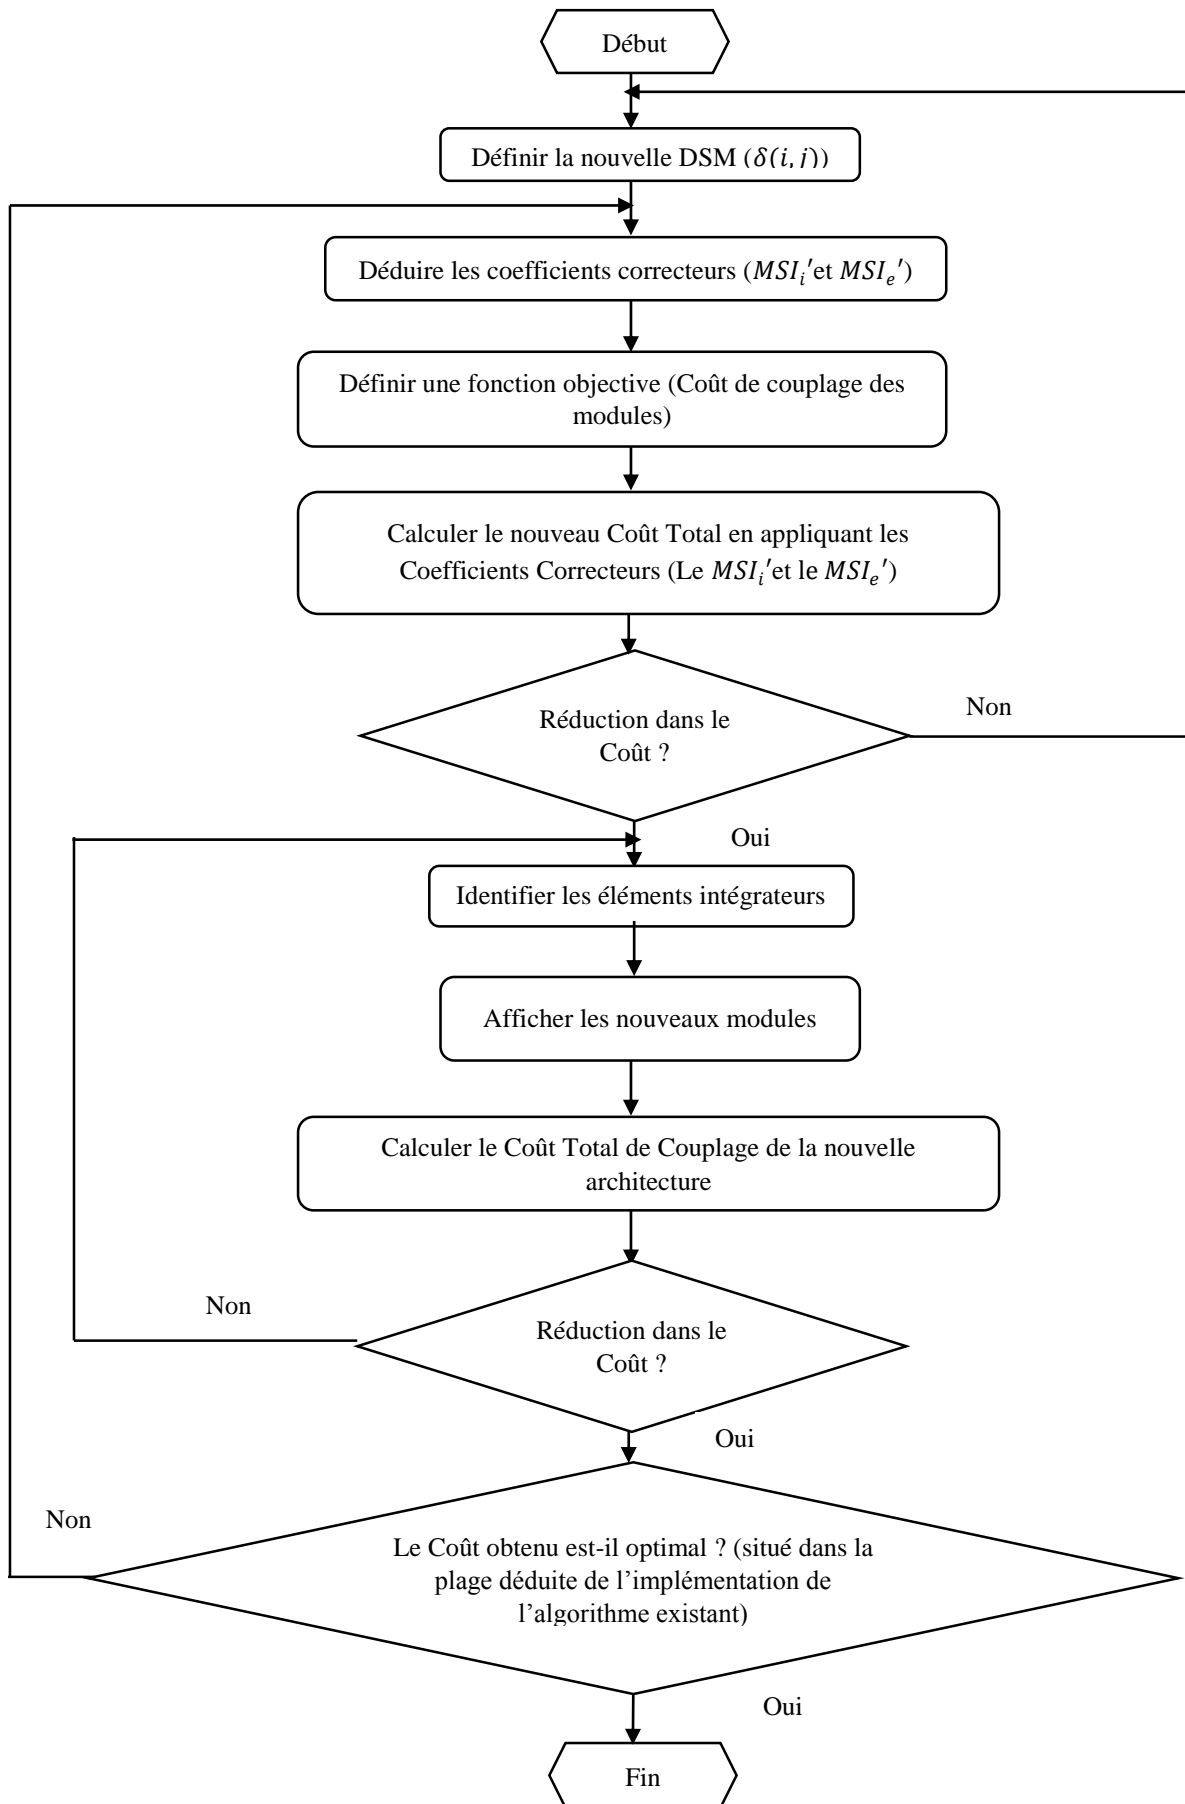 Début
Définir la nouvelle DSM (δ(i, j))
Déduire les coefficients correcteurs (MSIᵢ′et MSIₑ′)
Définir une fonction objective (Coût de couplage des
modules)
Calculer le nouveau Coût Total en appliquant les
Coefficients Correcteurs (Le MSIᵢ′et le MSIₑ′)
Réduction dans le
Coût ?
Non
Oui
Identifier les éléments intégrateurs
Afficher les nouveaux modules
Calculer le Coût Total de Couplage de la nouvelle
architecture
Non
Réduction dans le
Coût ?
Oui
Non
Le Coût obtenu est-il optimal ? (situé dans la
plage déduite de l’implémentation de
l’algorithme existant)
Oui
Fin